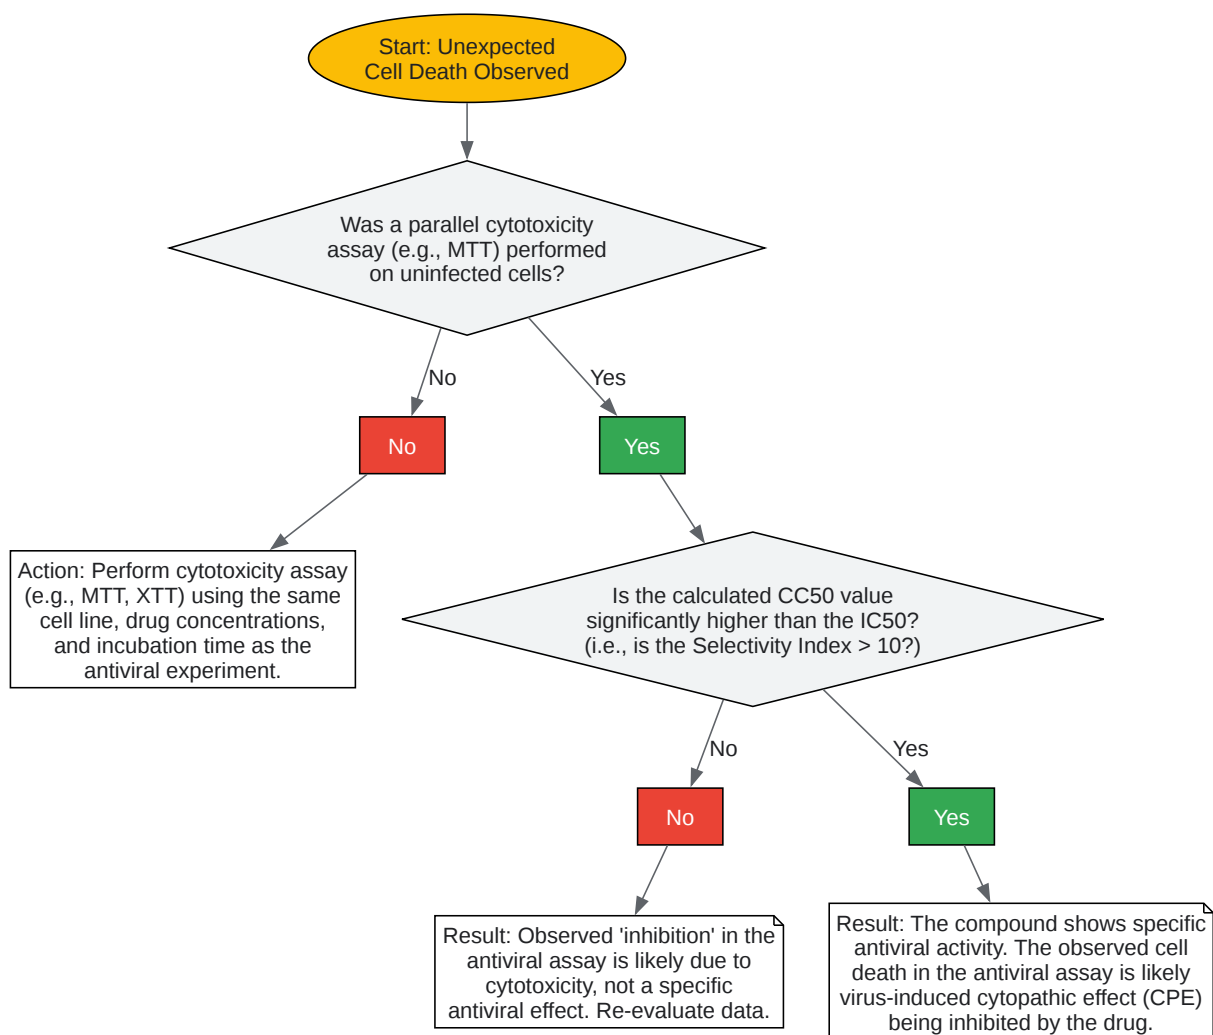 Start: Unexpected
Cell Death Observed
Was a parallel cytotoxicity
assay (e.g., MTT) performed
on uninfected cells?
No
Yes
No
Yes
Action: Perform cytotoxicity assay
(e.g., MTT, XTT) using the same
cell line, drug concentrations,
and incubation time as the
antiviral experiment.
Is the calculated CC50 value
significantly higher than the IC50?
(i.e., is the Selectivity Index > 10?)
No
Yes
No
Yes
Result: Observed 'inhibition' in the
antiviral assay is likely due to
cytotoxicity, not a specific
antiviral effect. Re-evaluate data.
Result: The compound shows specific
antiviral activity. The observed cell
death in the antiviral assay is likely
virus-induced cytopathic effect (CPE)
being inhibited by the drug.